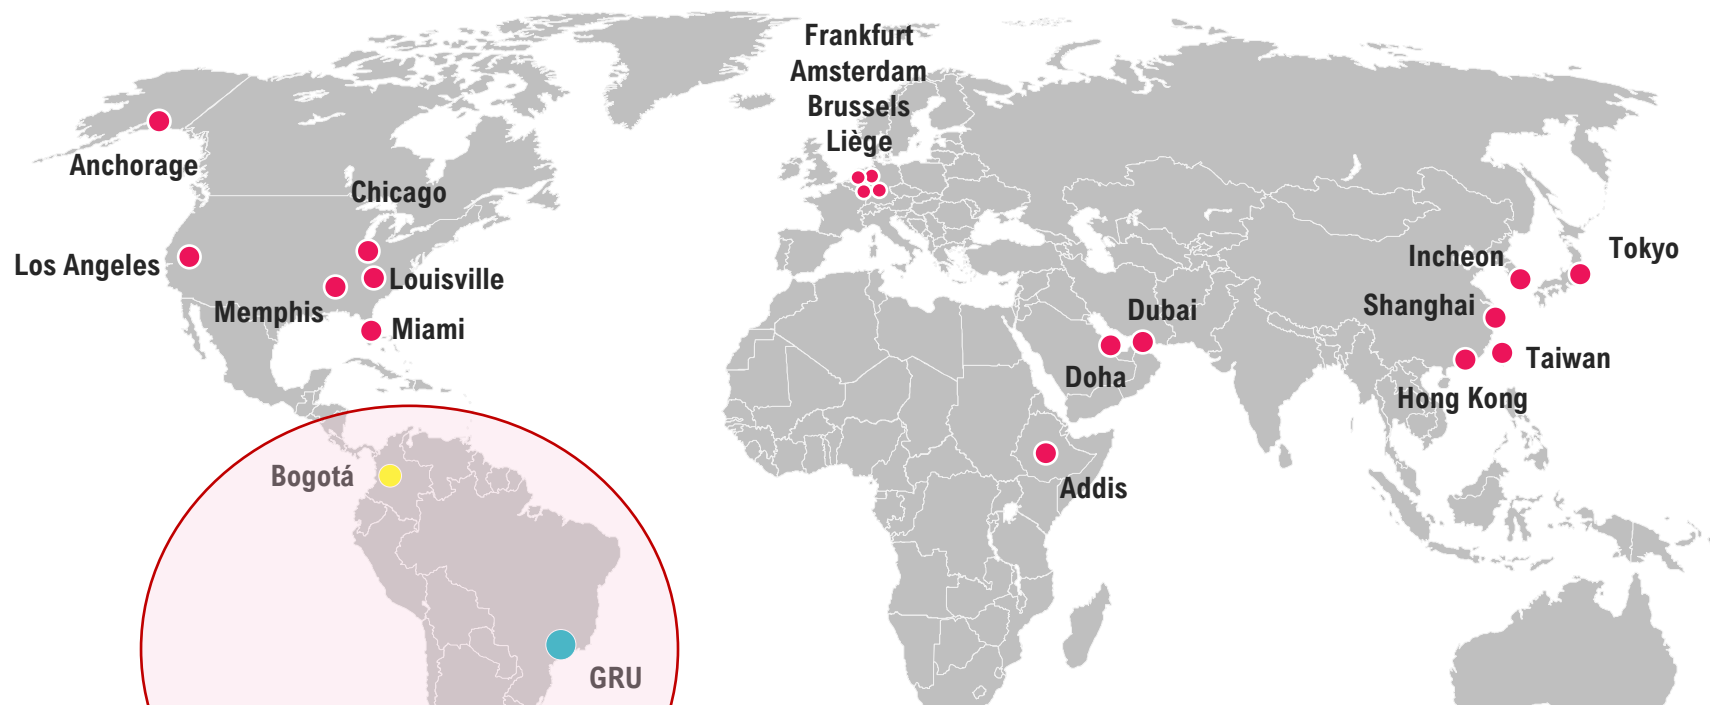 Frankfurt
Amsterdam
Brussels
Liège
Anchorage
Chicago
Los Angeles
Louisville
Memphis
Miami
Bogotá
GRU
Dubai
Doha
Addis
Incheon
Tokyo
Shanghai
Taiwan
Hong Kong